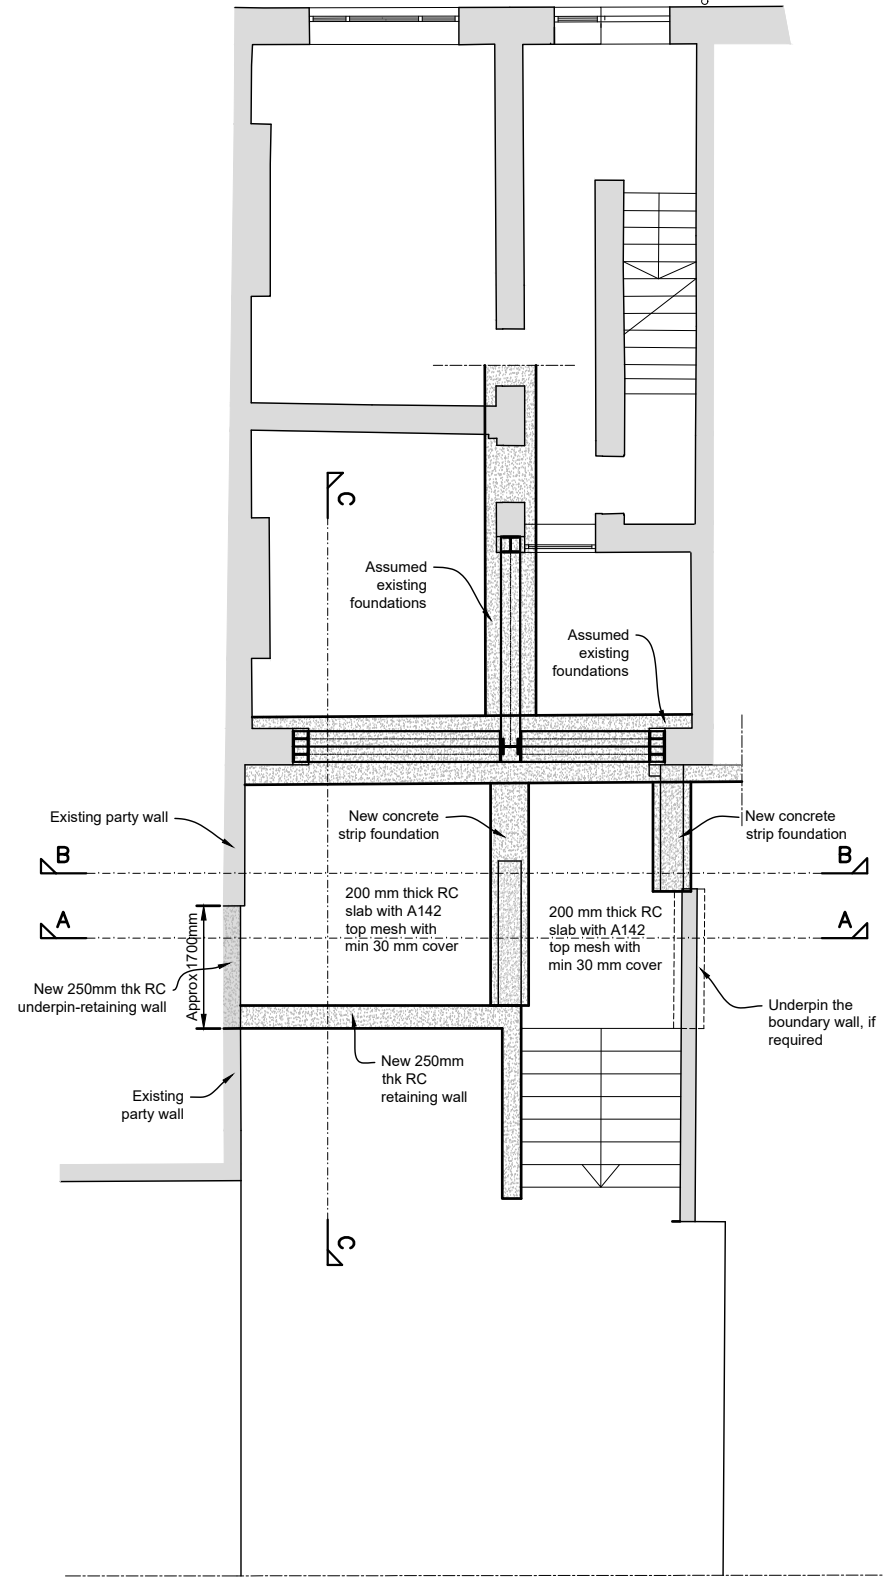 C
Assumed
existing
foundations
Assumed
existing
foundations
Existing party wall
New concrete
strip foundation
New concrete
strip foundation
B
B
200 mm thick RC
slab with A142
top mesh with
min 30 mm cover
200 mm thick RC
slab with A142
top mesh with
min 30 mm cover
A
A
Approx 1700mm
New 250mm thk RC
underpin-retaining wall
Underpin the
boundary wall, if
required
New 250mm
thk RC
retaining wall
Existing
party wall
C